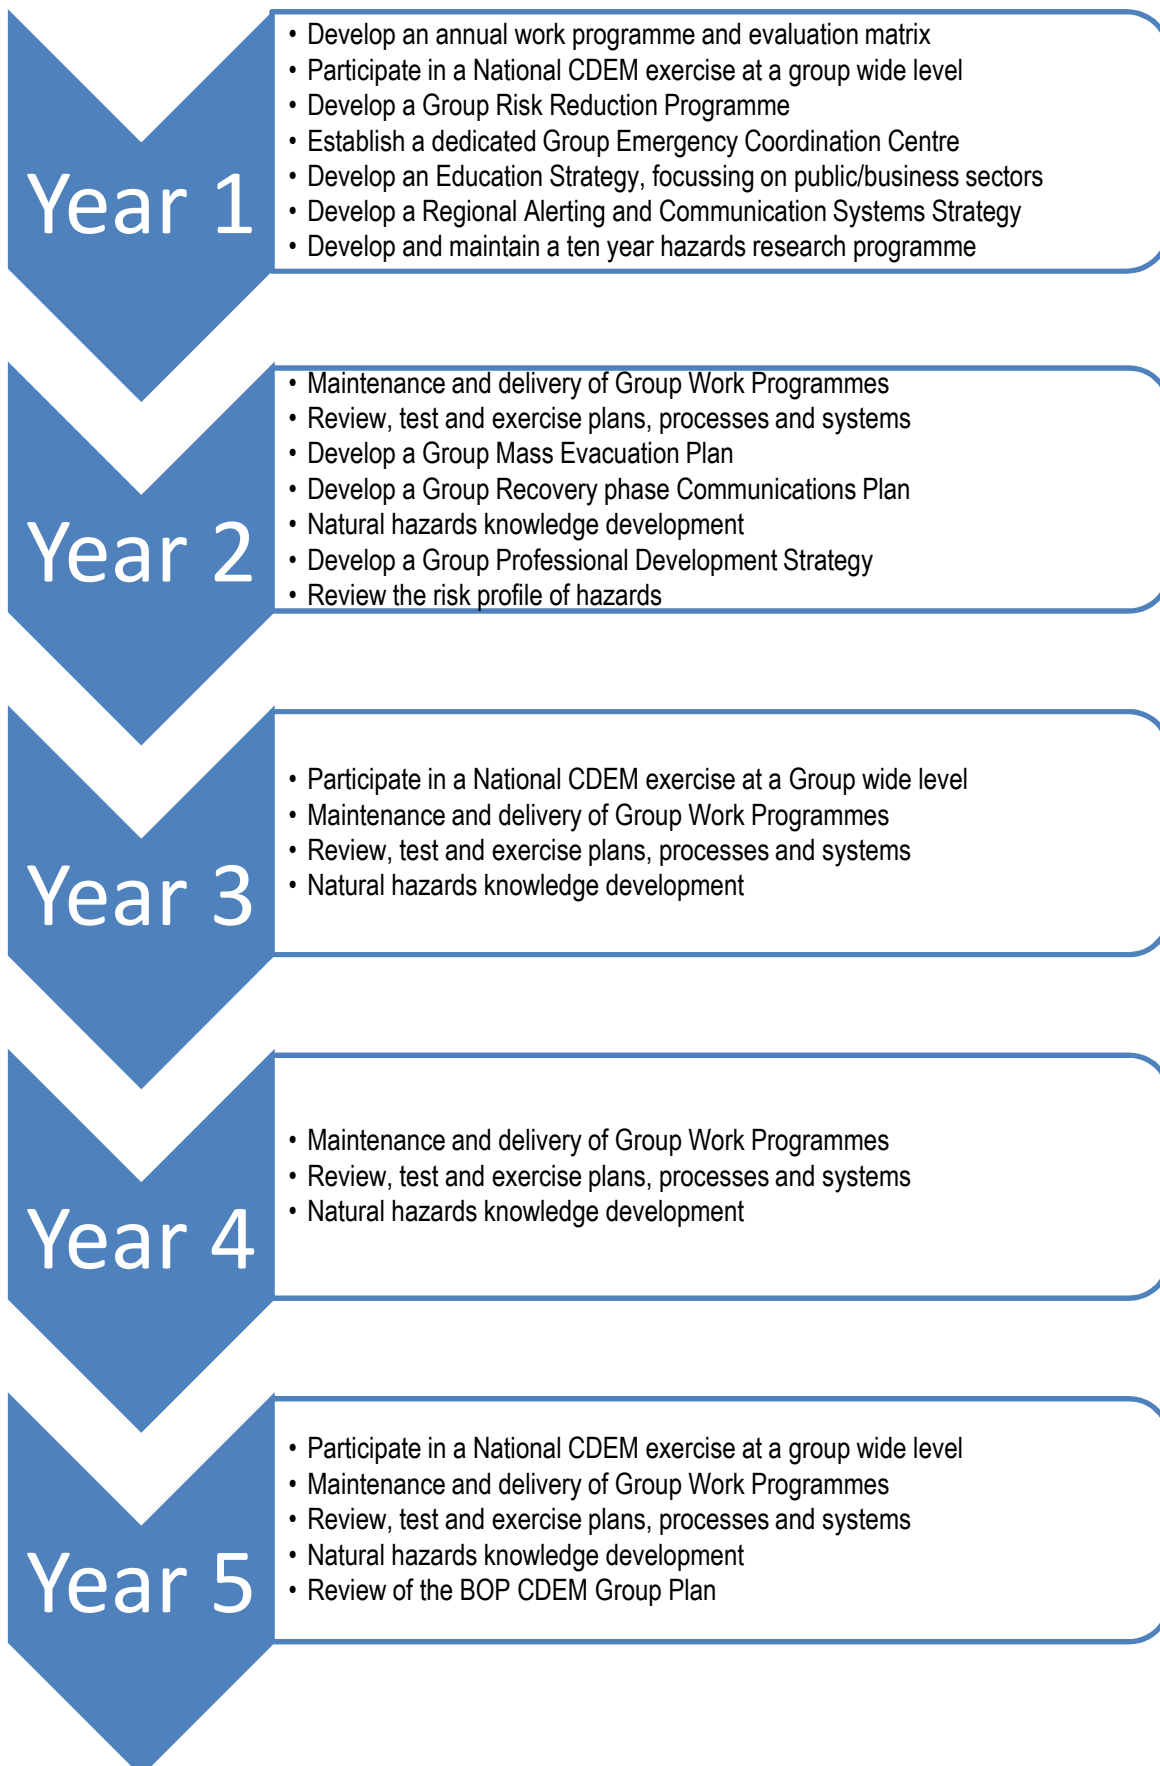 Year 1
• Develop an annual work programme and evaluation matrix
• Participate in a National CDEM exercise at a group wide level
• Develop a Group Risk Reduction Programme
• Establish a dedicated Group Emergency Coordination Centre
• Develop an Education Strategy, focussing on public/business sectors
• Develop a Regional Alerting and Communication Systems Strategy
• Develop and maintain a ten year hazards research programme
Year 2
• Maintenance and delivery of Group Work Programmes
• Review, test and exercise plans, processes and systems
• Develop a Group Mass Evacuation Plan
• Develop a Group Recovery phase Communications Plan
• Natural hazards knowledge development
• Develop a Group Professional Development Strategy
• Review the risk profile of hazards
Year 3
• Participate in a National CDEM exercise at a Group wide level
• Maintenance and delivery of Group Work Programmes
• Review, test and exercise plans, processes and systems
• Natural hazards knowledge development
Year 4
• Maintenance and delivery of Group Work Programmes
• Review, test and exercise plans, processes and systems
• Natural hazards knowledge development
Year 5
• Participate in a National CDEM exercise at a group wide level
• Maintenance and delivery of Group Work Programmes
• Review, test and exercise plans, processes and systems
• Natural hazards knowledge development
• Review of the BOP CDEM Group Plan